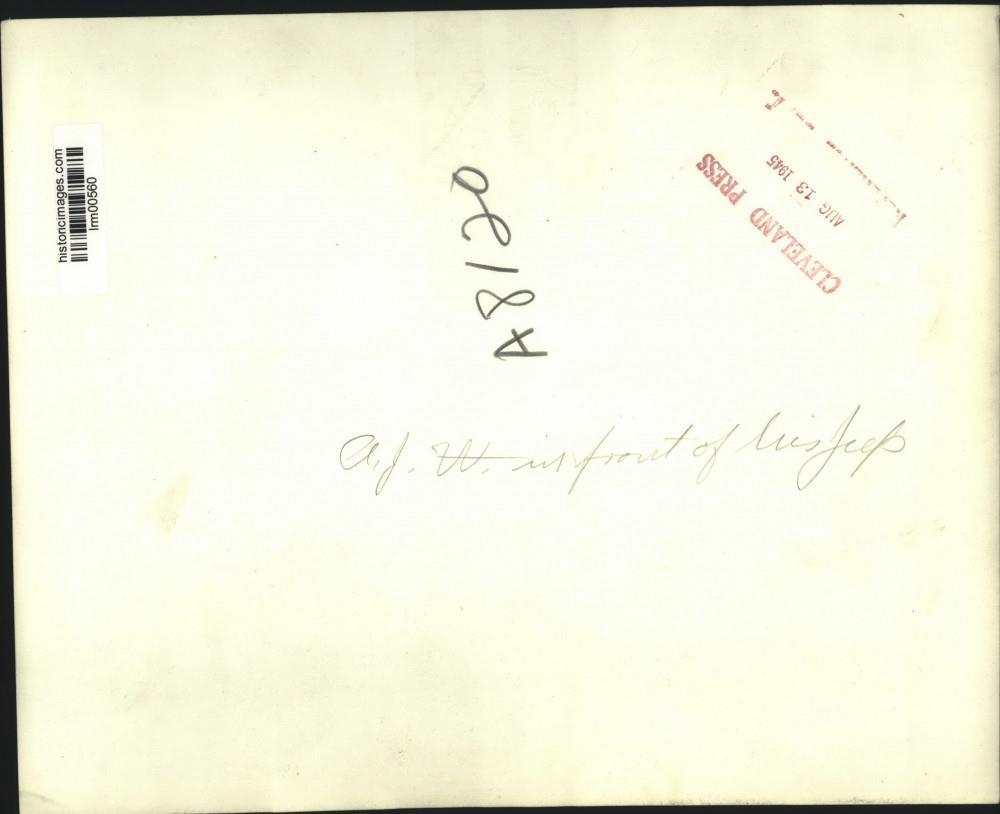 historicimages.com
lrm00560
A8120
CLEVELAND PRESS
AUG 13 1945
A.J. W. in front of his Jeep